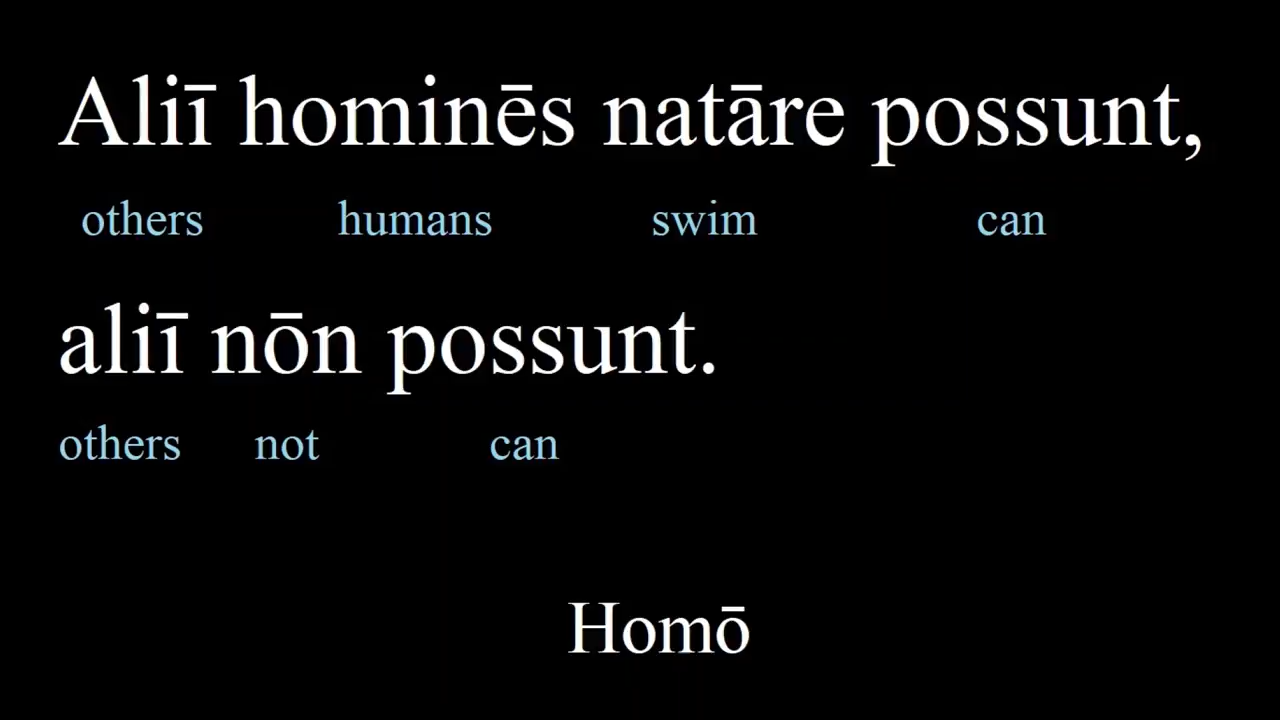 Aliī hominēs natāre possunt,
others humans swim can
aliī nōn possunt.
others not can
Homō